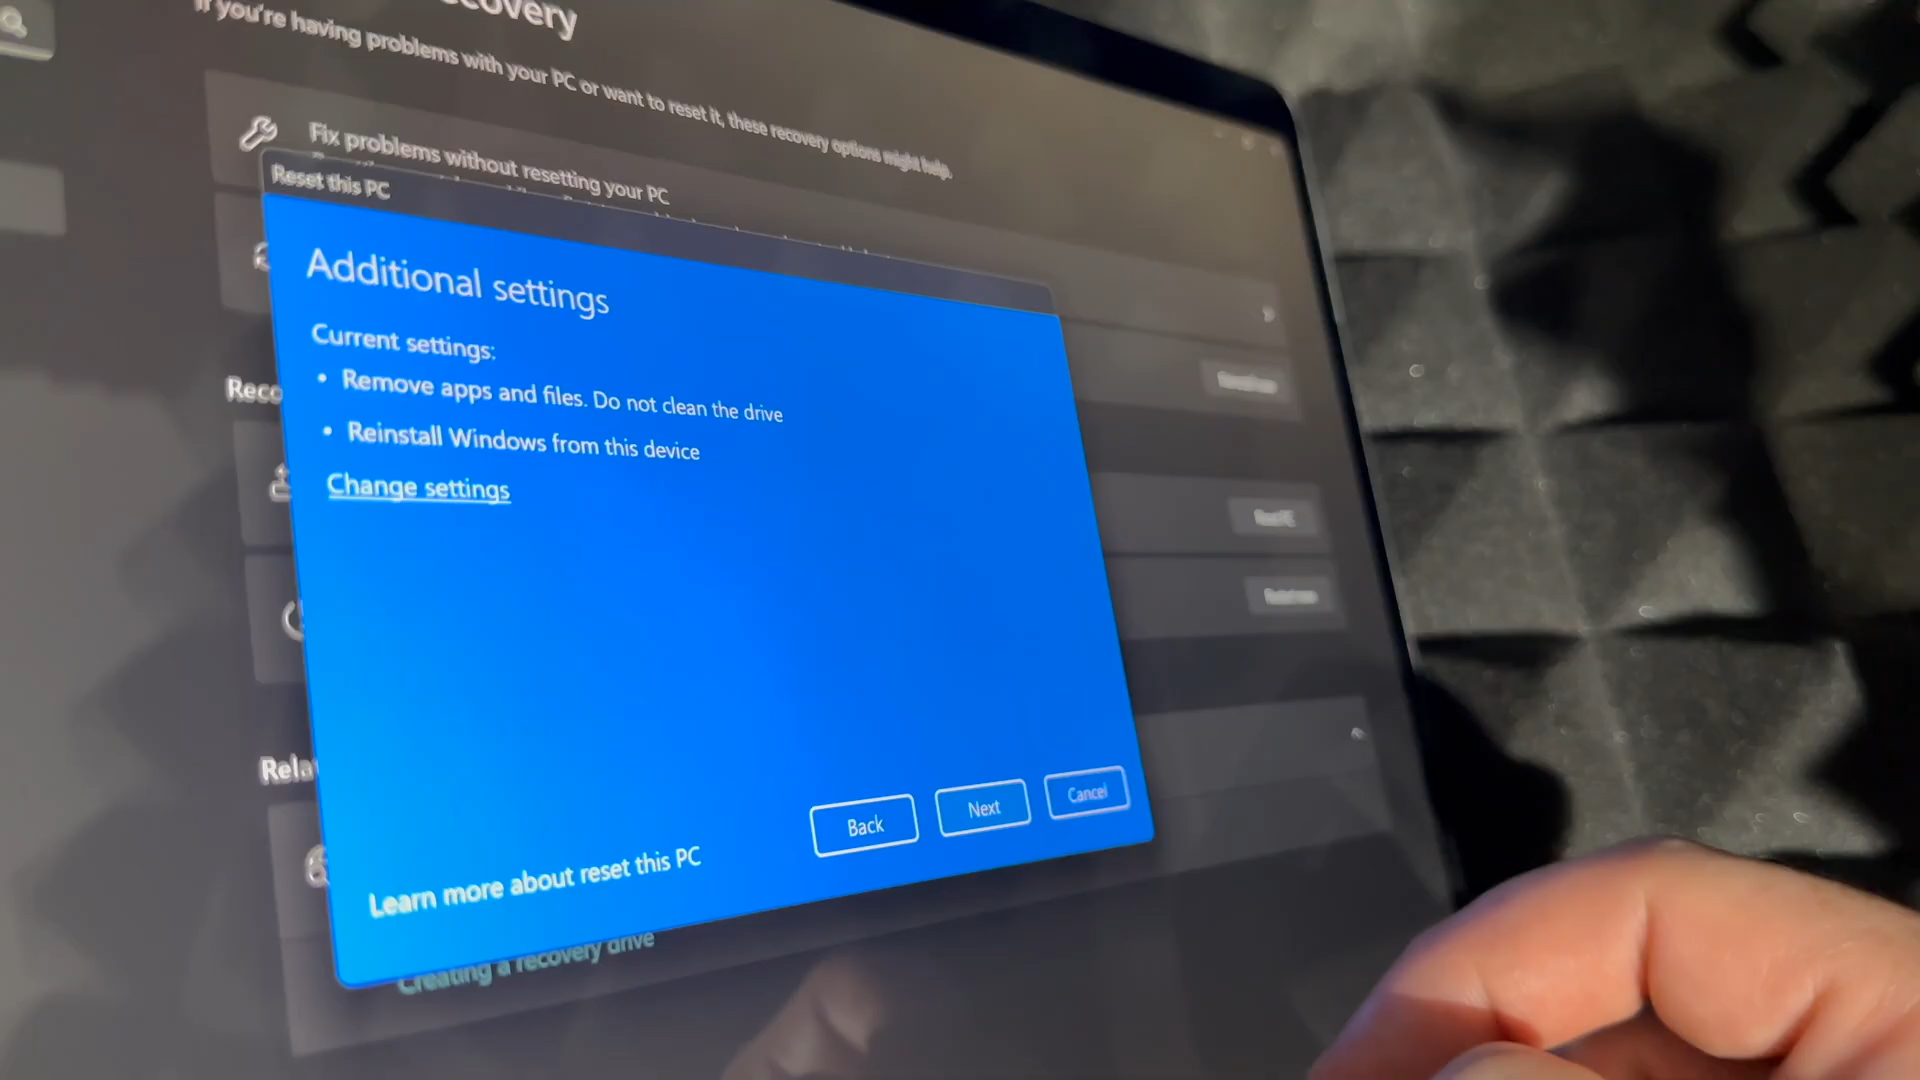 If you're having problems with your PC or want to reset it, these recovery options might help.
Fix problems without resetting your PC
Reset this PC
Additional settings
Current settings:
• Remove apps and files. Do not clean the drive
• Reinstall Windows from this device
Change settings
Back
Next
Cancel
Learn more about reset this PC
Creating a recovery drive